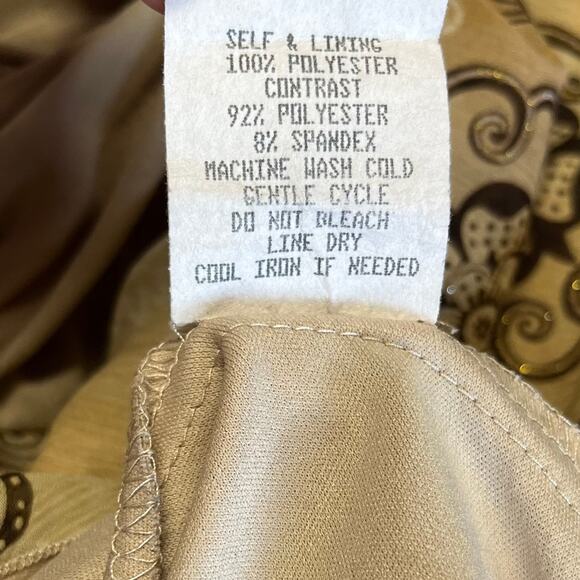 SELF & LINING
100% POLYESTER
CONTRAST
92% POLYESTER
8% SPANDEX
MACHINE WASH COLD
GENTLE CYCLE
DO NOT BLEACH
LINE DRY
COOL IRON IF NEEDED